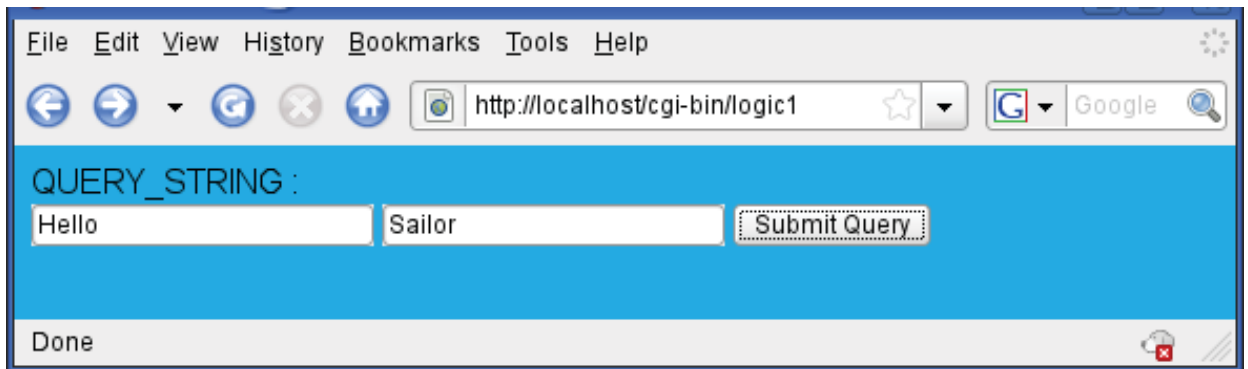 File Edit View History Bookmarks Tools Help
http://localhost/cgi-bin/logic1 G Google
QUERY_STRING :
Hello Sailor Submit Query
Done